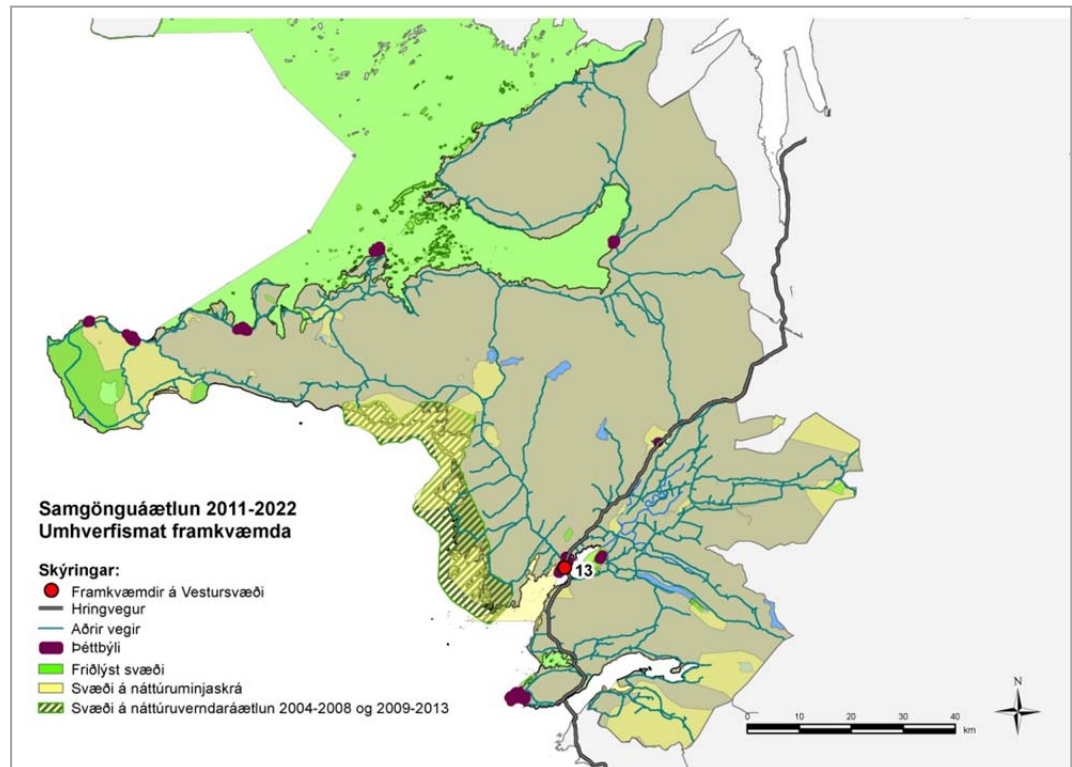 Samgönguáætlun 2011-2022
Umhverfismat framkvæmda
Skýringar:
Framkvæmdir á Vestursvæði
Hringvegur
Aðrir vegir
Þéttbýli
Friðlýst svæði
Svæði á náttúruminjaskrá
Svæði á náttúruverndaráætlun 2004-2008 og 2009-2013
13
N
0 10 20 30 40
km